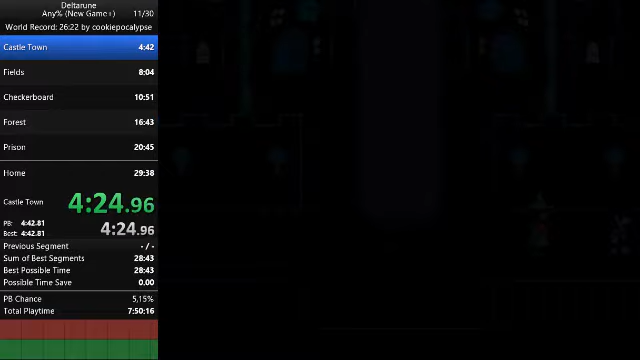 Deltarune
Any% (New Game+) 11/30
World Record: 26:22 by cookiepocalypse
Castle Town 4:42
Fields 8:04
Checkerboard 10:51
Forest 16:43
Prison 20:45
Home 29:38
Castle Town 4:24.96
PB: 4:42.81
Best: 4:42.81 4:24.96
Previous Segment - / -
Sum of Best Segments 28:43
Best Possible Time 28:43
Possible Time Save 0.00
PB Chance 5,15%
Total Playtime 7:50:16